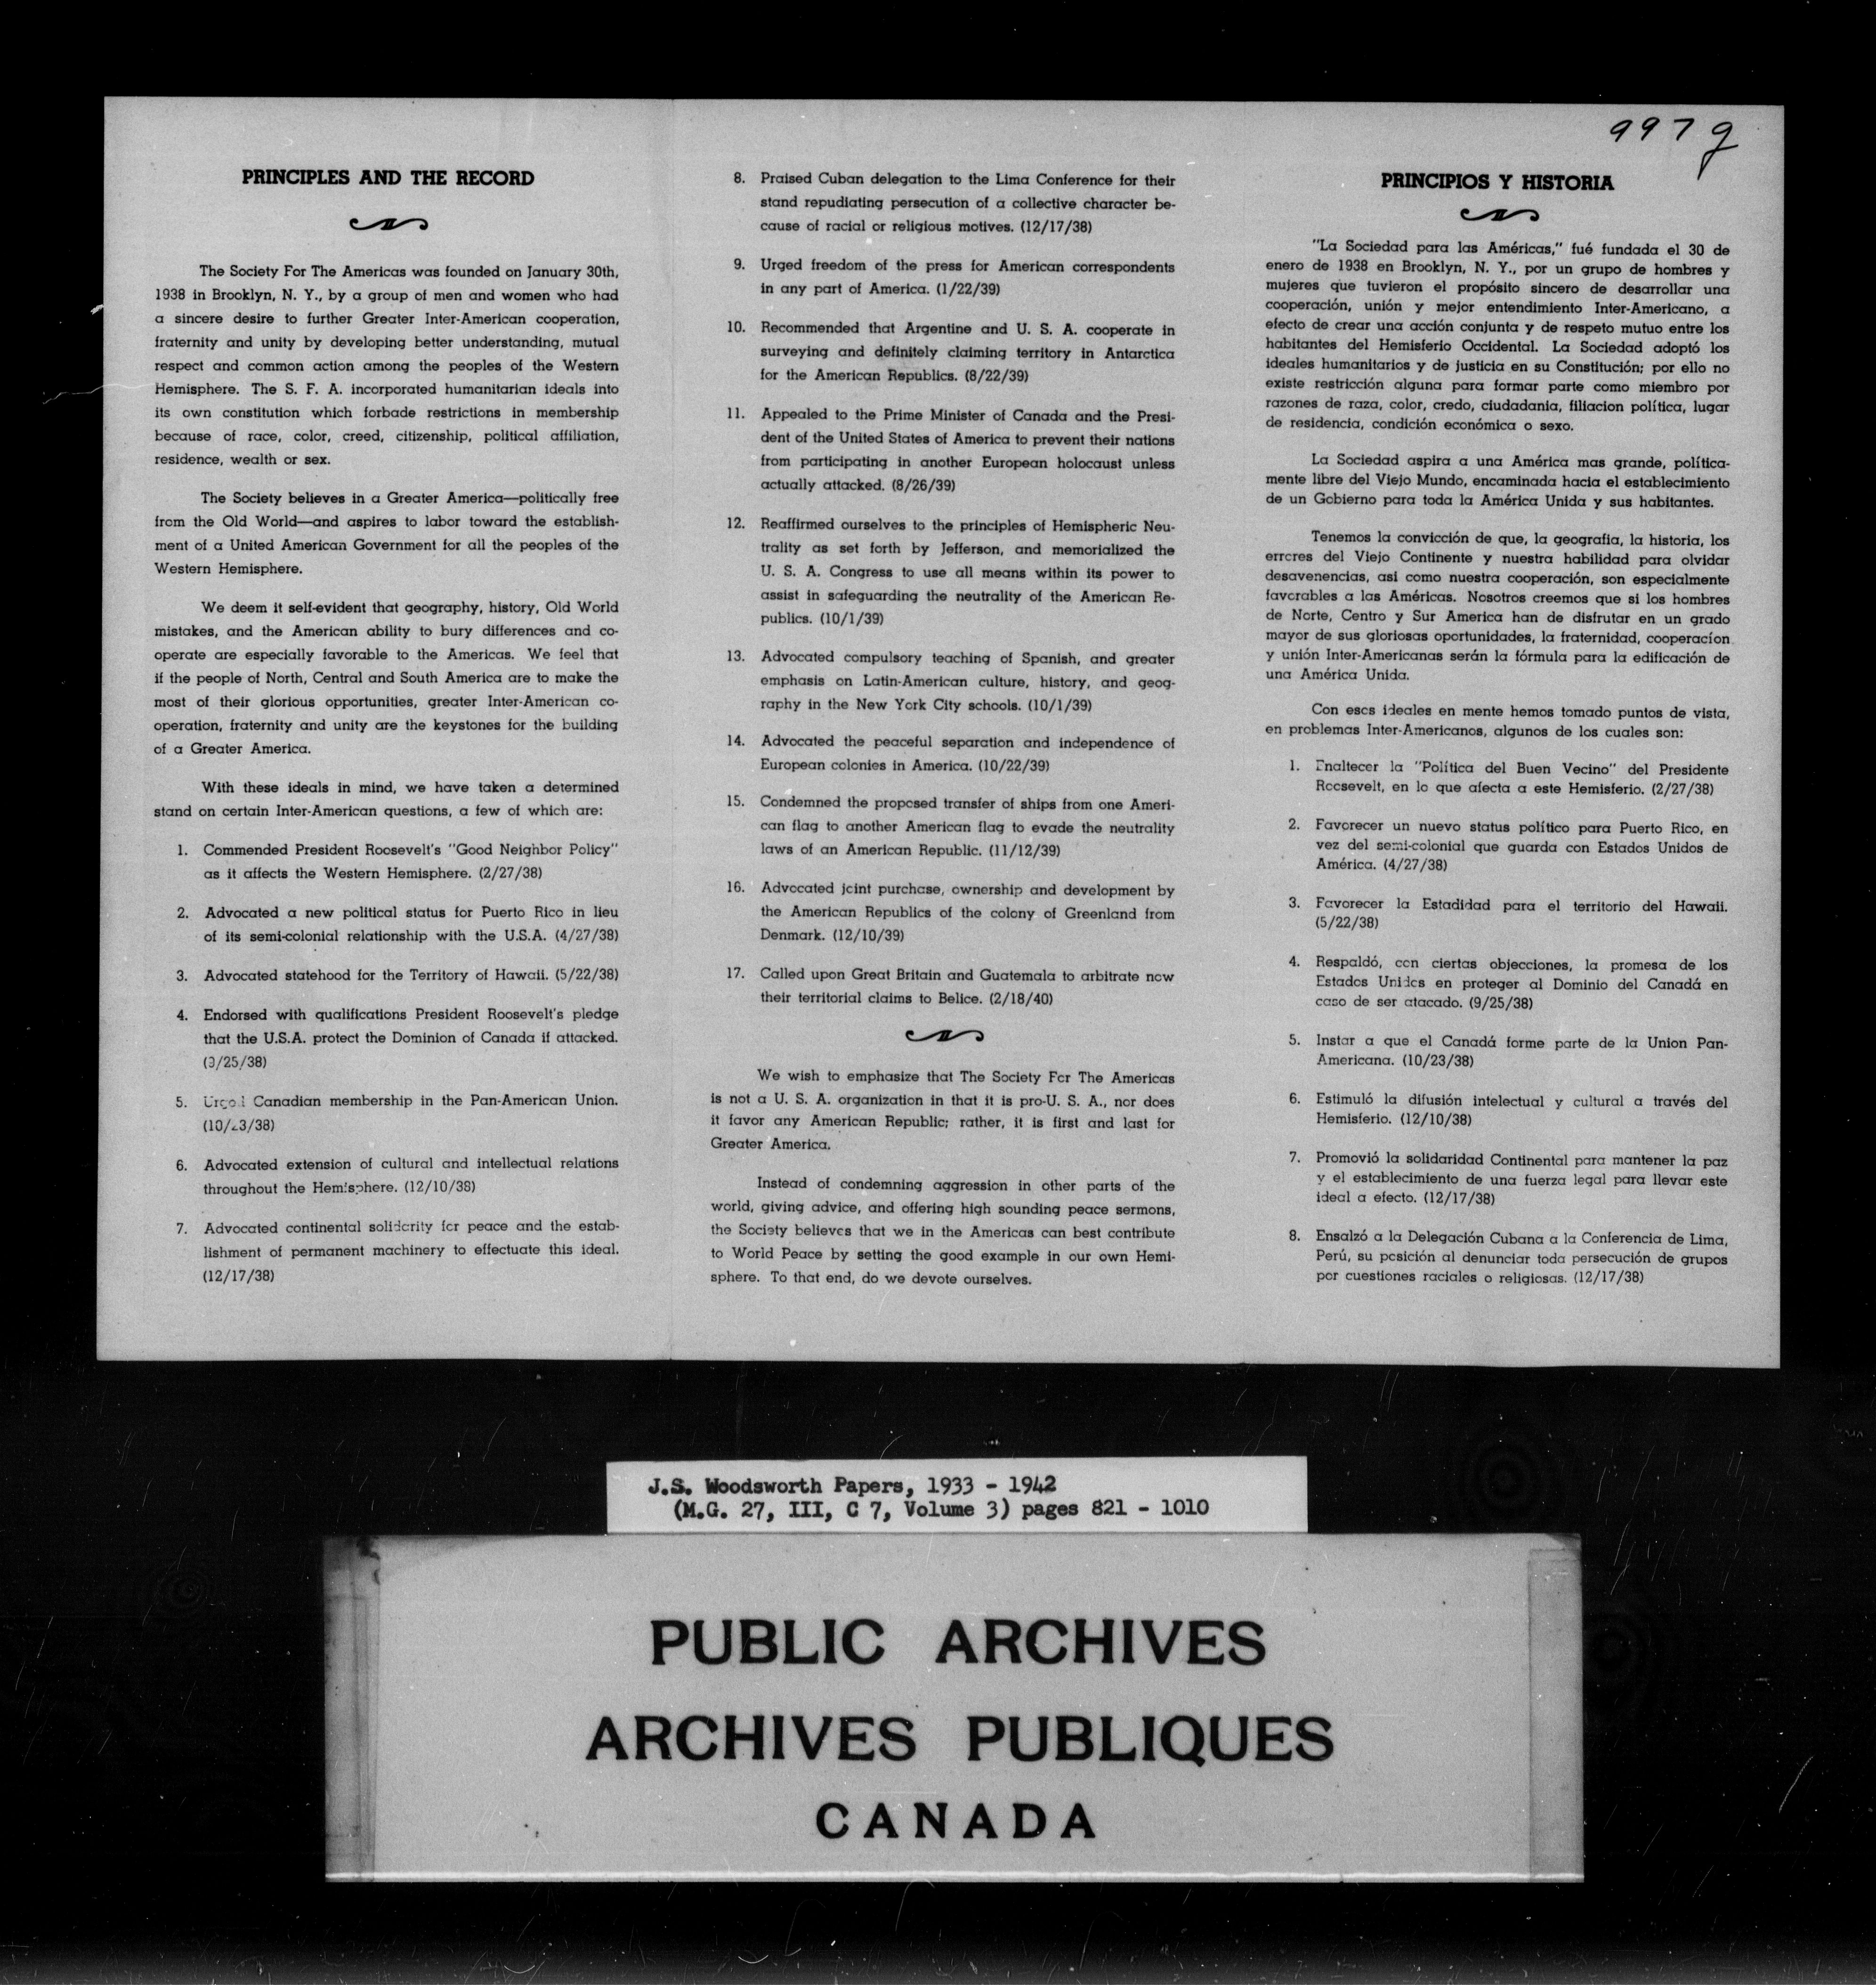 997g
PRINCIPLES AND THE RECORD
The Society For The Americas was founded on January 30th,
1938 in Brooklyn, N. Y., by a group of men and women who had
a sincere desire to further Greater Inter-American cooperation,
fraternity and unity by developing better understanding, mutual
respect and common action among the peoples of the Western
Hemisphere. The S. F. A. incorporated humanitarian ideals into
its own constitution which forbade restrictions in membership
because of race, color, creed, citizenship, political affiliation,
residence, wealth or sex.
The Society believes in a Greater America—politically free
from the Old World—and aspires to labor toward the establish-
ment of a United American Government for all the peoples of the
Western Hemisphere.
We deem it self-evident that geography, history, Old World
mistakes, and the American ability to bury differences and co-
operate are especially favorable to the Americas. We feel that
if the people of North, Central and South America are to make the
most of their glorious opportunities, greater Inter-American co-
operation, fraternity and unity are the keystones for the building
of a Greater America.
With these ideals in mind, we have taken a determined
stand on certain Inter-American questions, a few of which are:
1. Commended President Roosevelt's "Good Neighbor Policy"
as it affects the Western Hemisphere. (2/27/38)
2. Advocated a new political status for Puerto Rico in lieu
of its semi-colonial relationship with the U.S.A. (4/27/38)
3. Advocated statehood for the Territory of Hawaii. (5/22/38)
4. Endorsed with qualifications President Roosevelt's pledge
that the U.S.A. protect the Dominion of Canada if attacked.
(9/25/38)
5. Urged Canadian membership in the Pan-American Union.
(10/23/38)
6. Advocated extension of cultural and intellectual relations
throughout the Hemisphere. (12/10/38)
7. Advocated continental solidarity for peace and the estab-
lishment of permanent machinery to effectuate this ideal.
(12/17/38)
8. Praised Cuban delegation to the Lima Conference for their
stand repudiating persecution of a collective character be-
cause of racial or religious motives. (12/17/38)
9. Urged freedom of the press for American correspondents
in any part of America. (1/22/39)
10. Recommended that Argentine and U. S. A. cooperate in
surveying and definitely claiming territory in Antarctica
for the American Republics. (8/22/39)
11. Appealed to the Prime Minister of Canada and the Presi-
dent of the United States of America to prevent their nations
from participating in another European holocaust unless
actually attacked. (8/26/39)
12. Reaffirmed ourselves to the principles of Hemispheric Neu-
trality as set forth by Jefferson, and memorialized the
U. S. A. Congress to use all means within its power to
assist in safeguarding the neutrality of the American Re-
publics. (10/1/39)
13. Advocated compulsory teaching of Spanish, and greater
emphasis on Latin-American culture, history, and geog-
raphy in the New York City schools. (10/1/39)
14. Advocated the peaceful separation and independence of
European colonies in America. (10/22/39)
15. Condemned the proposed transfer of ships from one Ameri-
can flag to another American flag to evade the neutrality
laws of an American Republic. (11/12/39)
16. Advocated joint purchase, ownership and development by
the American Republics of the colony of Greenland from
Denmark. (12/10/39)
17. Called upon Great Britain and Guatemala to arbitrate now
their territorial claims to Belice. (2/18/40)
We wish to emphasize that The Society For The Americas
is not a U. S. A. organization in that it is pro-U. S. A., nor does
it favor any American Republic; rather, it is first and last for
Greater America.
Instead of condemning aggression in other parts of the
world, giving advice, and offering high sounding peace sermons,
the Society believes that we in the Americas can best contribute
to World Peace by setting the good example in our own Hemi-
sphere. To that end, do we devote ourselves.
PRINCIPIOS Y HISTORIA
"La Sociedad para las Américas," fué fundada el 30 de
enero de 1938 en Brooklyn, N. Y., por un grupo de hombres y
mujeres que tuvieron el propósito sincero de desarrollar una
cooperación, unión y mejor entendimiento Inter-Americano, a
efecto de crear una acción conjunta y de respeto mutuo entre los
habitantes del Hemisferio Occidental. La Sociedad adoptó los
ideales humanitarios y de justicia en su Constitución; por ello no
existe restricción alguna para formar parte como miembro por
razones de raza, color, credo, ciudadania, filiacion política, lugar
de residencia, condición económica o sexo.
La Sociedad aspira a una América mas grande, política-
mente libre del Viejo Mundo, encaminada hacia el establecimiento
de un Gobierno para toda la América Unida y sus habitantes.
Tenemos la convicción de que, la geografia, la historia, los
errores del Viejo Continente y nuestra habilidad para olvidar
desavenencias, asi como nuestra cooperación, son especialmente
favorables a las Américas. Nosotros creemos que si los hombres
de Norte, Centro y Sur America han de disfrutar en un grado
mayor de sus gloriosas oportunidades, la fraternidad, cooperacíon
y unión Inter-Americanas serán la fórmula para la edificación de
una América Unida.
Con esos ideales en mente hemos tomado puntos de vista,
en problemas Inter-Americanos, algunos de los cuales son:
1. Enaltecer la "Política del Buen Vecino" del Presidente
Roosevelt, en lo que afecta a este Hemisferio. (2/27/38)
2. Favorecer un nuevo status político para Puerto Rico, en
vez del semi-colonial que guarda con Estados Unidos de
América. (4/27/38)
3. Favorecer la Estadidad para el territorio del Hawaii.
(5/22/38)
4. Respaldó, con ciertas objecciones, la promesa de los
Estados Unidos en proteger al Dominio del Canadá en
caso de ser atacado. (9/25/38)
5. Instar a que el Canadá forme parte de la Union Pan-
Americana. (10/23/38)
6. Estimuló la difusión intelectual y cultural a través del
Hemisferio. (12/10/38)
7. Promovió la solidaridad Continental para mantener la paz
y el establecimiento de una fuerza legal para llevar este
ideal a efecto. (12/17/38)
8. Ensalzó a la Delegación Cubana a la Conferencia de Lima,
Perú, su posición al denunciar toda persecución de grupos
por cuestiones raciales o religiosas. (12/17/38)
J.S. Woodsworth Papers, 1933 - 1942
(M.G. 27, III, C 7, Volume 3) pages 821 - 1010
PUBLIC ARCHIVES
ARCHIVES PUBLIQUES
CANADA